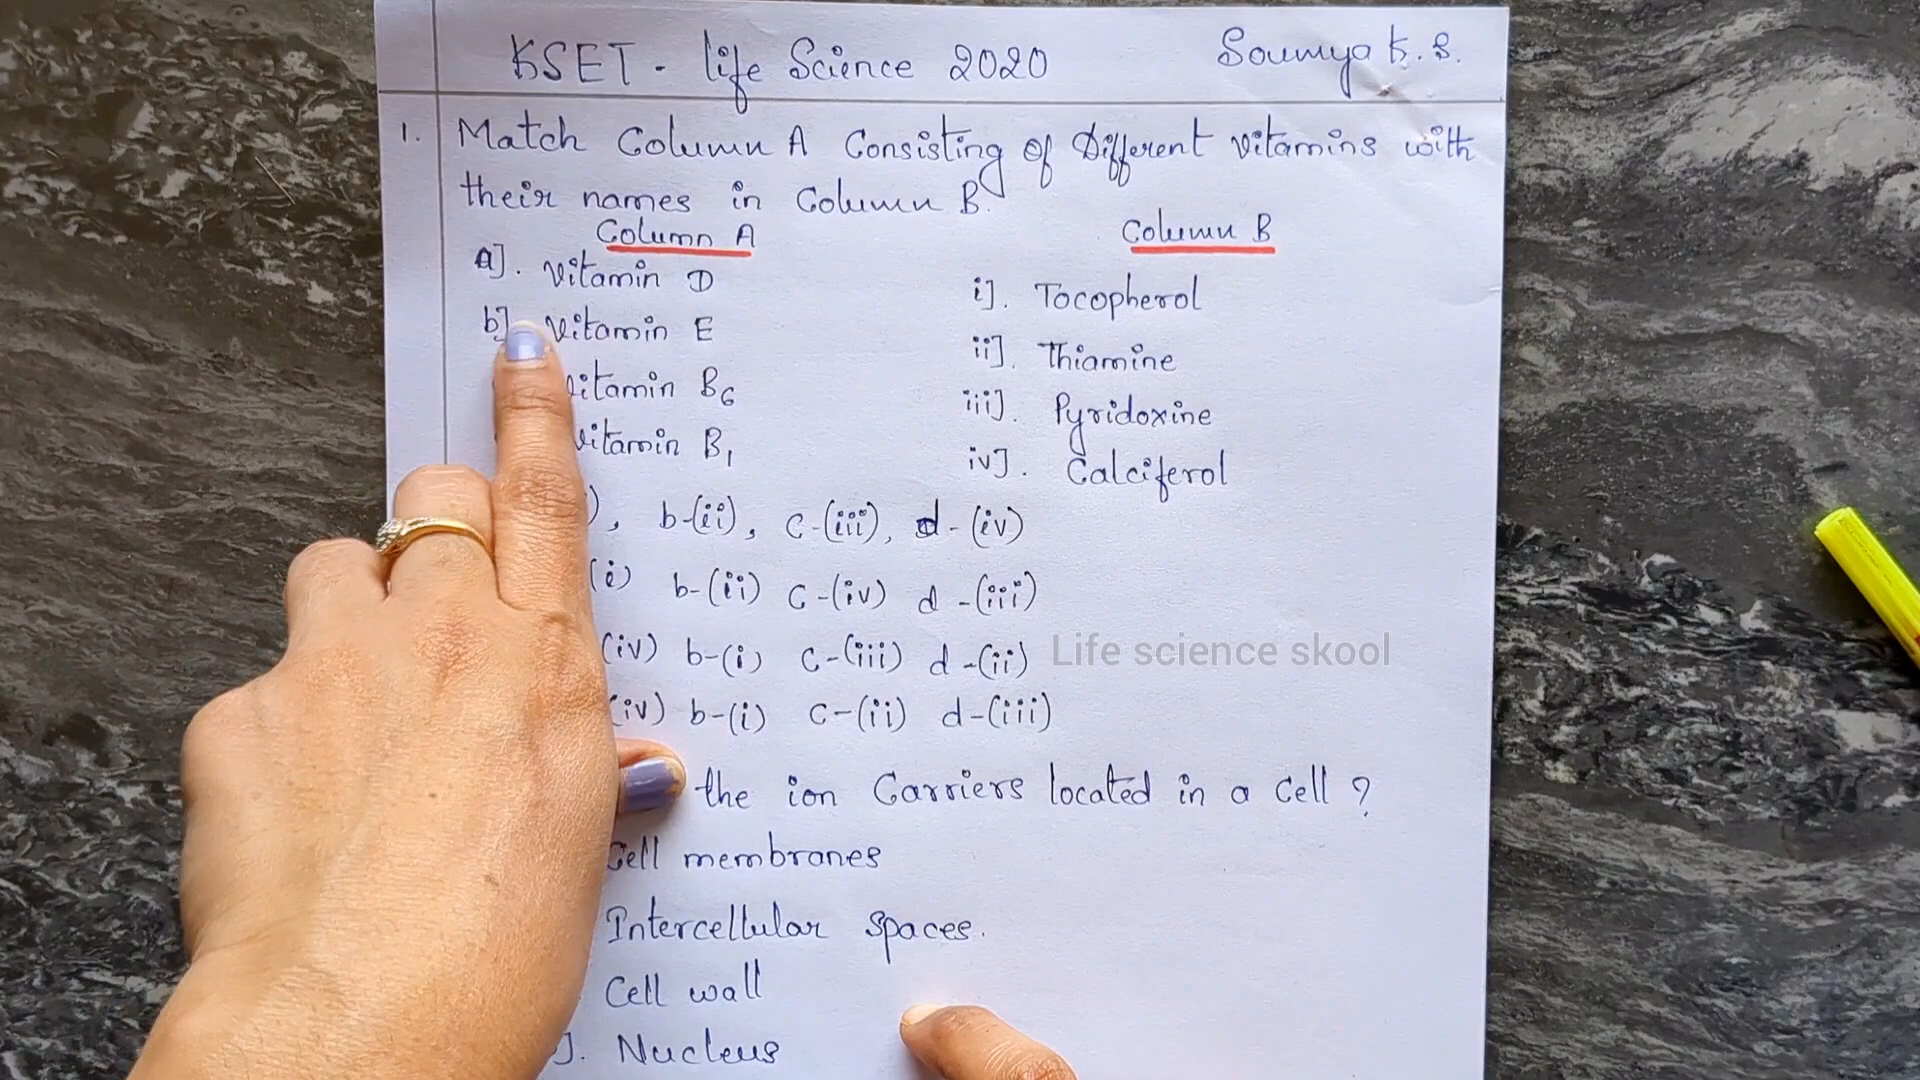 KSET - life Science 2020
Soumya K.S.
1. Match Column A Consisting of Different vitamins with
their names in Column B.
Column A
Column B
a]. vitamin D
i]. Tocopherol
b]. vitamin E
ii]. Thiamine
vitamin B6
iii]. Pyridoxine
vitamin B1
iv]. Calciferol
), b-(ii), c-(iii), d-(iv)
(i) b-(ii) c-(iv) d-(iii)
(iv) b-(i) c-(iii) d-(ii)
Life science skool
(iv) b-(i) c-(ii) d-(iii)
the ion Carriers located in a Cell ?
Cell membranes
Intercellular spaces.
Cell wall
]. Nucleus